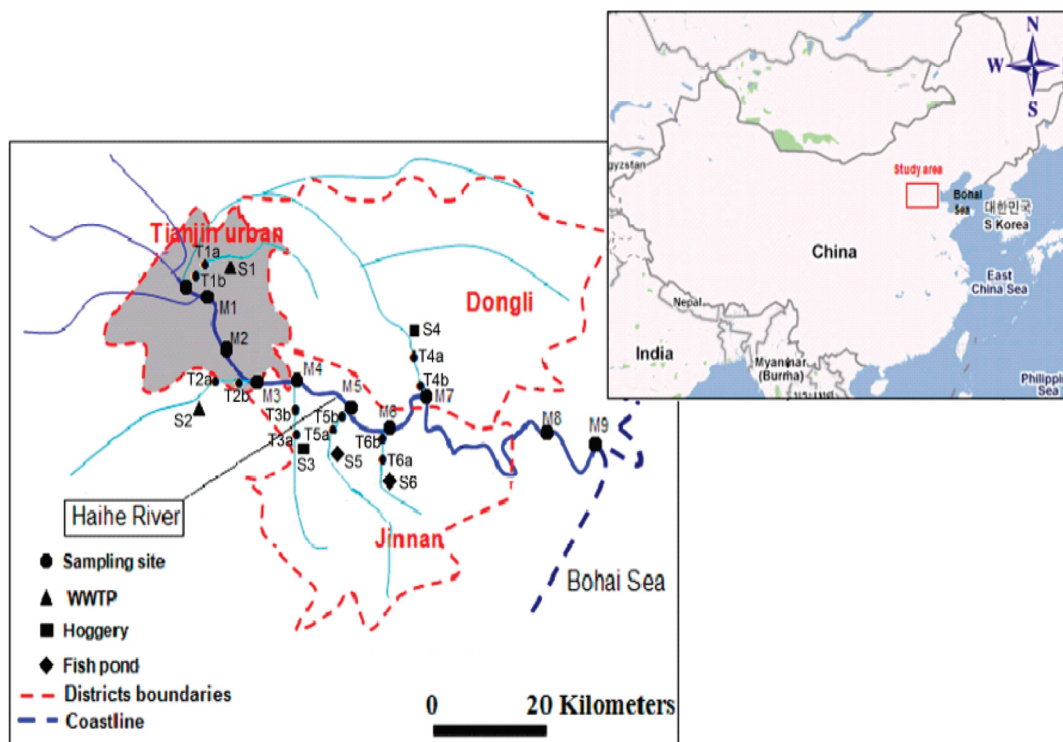 N
W
S
gyzstan
Study area
Bohai
Sea
대한민국
S Korea
China
East
China Sea
Nepal
India
Myanmar
(Burma)
Philippi
Sea
Tianjin urban
T1a
S1
T1b
M1
M2
Dongli
S4
T4a
T4b
M7
T2a
T2b
M3
M4
M5
S2
T3b
T5b
M6
T3a
T5a
T6b
S3
S5
T6a
S6
M8
M9
Haihe River
Jinnan
Bohai Sea
Sampling site
WWTP
Hoggery
Fish pond
Districts boundaries
Coastline
0 20 Kilometers